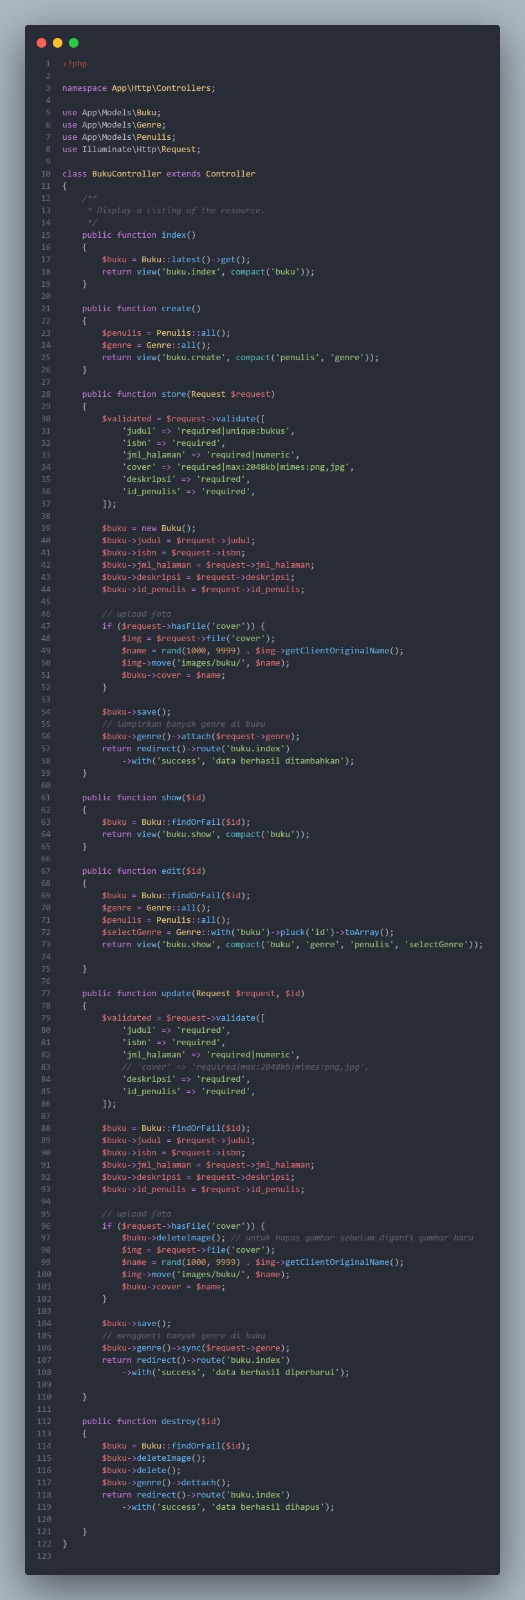 1 <?php
2
3 namespace App\Http\Controllers;
4
5 use App\Models\Buku;
6 use App\Models\Genre;
7 use App\Models\Penulis;
8 use Illuminate\Http\Request;
9
10 class BukuController extends Controller
11 {
12     /**
13      * Display a listing of the resource.
14      */
15     public function index()
16     {
17         $buku = Buku::latest()->get();
18         return view('buku.index', compact('buku'));
19     }
20
21     public function create()
22     {
23         $penulis = Penulis::all();
24         $genre = Genre::all();
25         return view('buku.create', compact('penulis', 'genre'));
26     }
27
28     public function store(Request $request)
29     {
30         $validated = $request->validate([
31             'judul' => 'required|unique:bukus',
32             'isbn' => 'required',
33             'jml_halaman' => 'required|numeric',
34             'cover' => 'required|max:2048kb|mimes:png,jpg',
35             'deskripsi' => 'required',
36             'id_penulis' => 'required',
37         ]);
38
39         $buku = new Buku();
40         $buku->judul = $request->judul;
41         $buku->isbn = $request->isbn;
42         $buku->jml_halaman = $request->jml_halaman;
43         $buku->deskripsi = $request->deskripsi;
44         $buku->id_penulis = $request->id_penulis;
45
46         // upload foto
47         if ($request->hasFile('cover')) {
48             $img = $request->file('cover');
49             $name = rand(1000, 9999) . $img->getClientOriginalName();
50             $img->move('images/buku/', $name);
51             $buku->cover = $name;
52         }
53
54         $buku->save();
55         // lampirkan banyak genre di buku
56         $buku->genre()->attach($request->genre);
57         return redirect()->route('buku.index')
58             ->with('success', 'data berhasil ditambahkan');
59     }
60
61     public function show($id)
62     {
63         $buku = Buku::findOrFail($id);
64         return view('buku.show', compact('buku'));
65     }
66
67     public function edit($id)
68     {
69         $buku = Buku::findOrFail($id);
70         $genre = Genre::all();
71         $penulis = Penulis::all();
72         $selectGenre = Genre::with('buku')->pluck('id')->toArray();
73         return view('buku.show', compact('buku', 'genre', 'penulis', 'selectGenre'));
74
75     }
76
77     public function update(Request $request, $id)
78     {
79         $validated = $request->validate([
80             'judul' => 'required',
81             'isbn' => 'required',
82             'jml_halaman' => 'required|numeric',
83             // 'cover' => 'required|max:2048kb|mimes:png,jpg',
84             'deskripsi' => 'required',
85             'id_penulis' => 'required',
86         ]);
87
88         $buku = Buku::findOrFail($id);
89         $buku->judul = $request->judul;
90         $buku->isbn = $request->isbn;
91         $buku->jml_halaman = $request->jml_halaman;
92         $buku->deskripsi = $request->deskripsi;
93         $buku->id_penulis = $request->id_penulis;
94
95         // upload foto
96         if ($request->hasFile('cover')) {
97             $buku->deleteImage(); // untuk hapus gambar sebelum diganti gambar baru
98             $img = $request->file('cover');
99             $name = rand(1000, 9999) . $img->getClientOriginalName();
100             $img->move('images/buku/', $name);
101             $buku->cover = $name;
102         }
103
104         $buku->save();
105         // mengganti banyak genre di buku
106         $buku->genre()->sync($request->genre);
107         return redirect()->route('buku.index')
108             ->with('success', 'data berhasil diperbarui');
109
110     }
111
112     public function destroy($id)
113     {
114         $buku = Buku::findOrFail($id);
115         $buku->deleteImage();
116         $buku->delete();
117         $buku->genre()->dettach();
118         return redirect()->route('buku.index')
119             ->with('success', 'data berhasil dihapus');
120
121     }
122 }
123